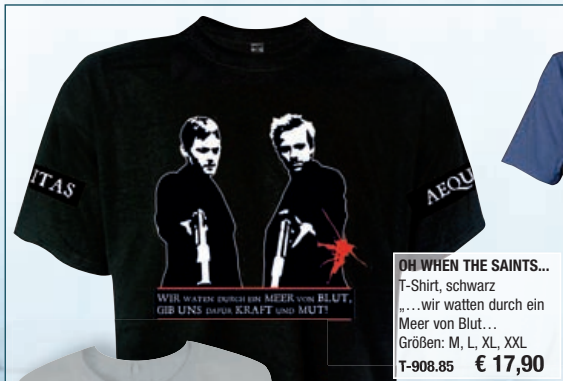 ITAS
AEQU
WIR WATEN DURCH EIN MEER VON BLUT,
GIB UNS DAFÜR KRAFT UND MUT!
OH WHEN THE SAINTS...
T-Shirt, schwarz
„…wir watten durch ein
Meer von Blut…
Größen: M, L, XL, XXL
T-908.85 € 17,90